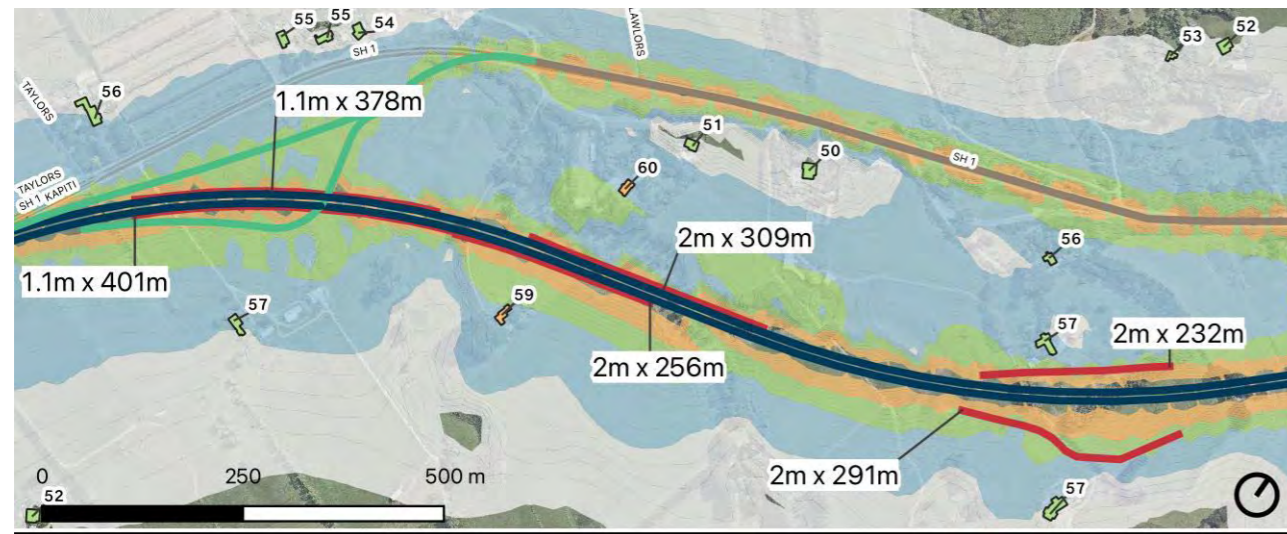 55
55
54
SH 1
LAWLORS
53
52
TAYLORS
56
1.1m x 378m
51
50
60
SH 1
TAYLORS
SH 1 KAPITI
2m x 309m
56
1.1m x 401m
59
57
57
2m x 232m
2m x 256m
0
250
500 m
2m x 291m
52
57